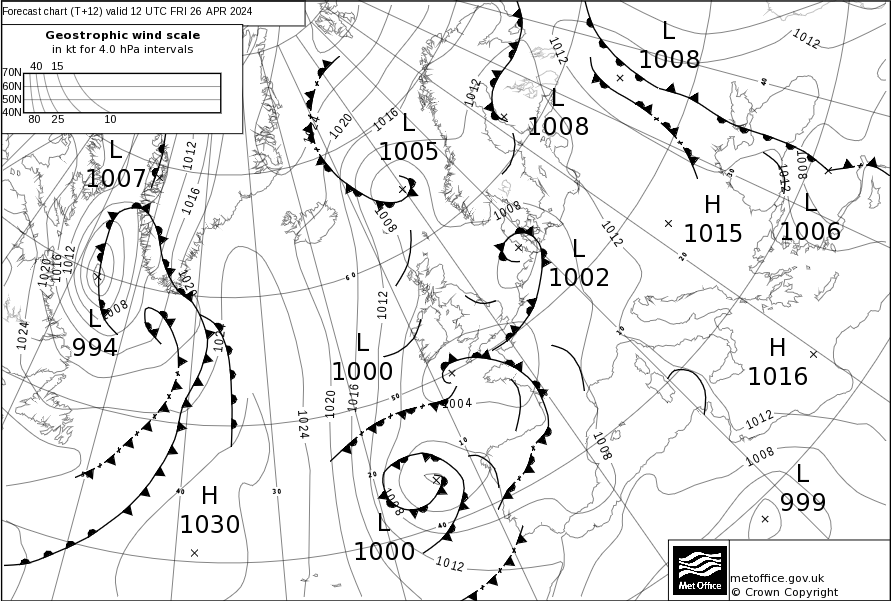 Forecast chart (T+12) valid 12 UTC FRI 26 APR 2024
Geostrophic wind scale
in kt for 4.0 hPa intervals
40 15
70N
60N
50N
40N
80 25 10
L
1008
1012
1012
40
1012
L
1008
1020
1016
L
1005
1012
L
1007
1016
1008
1012
30
1008
H
1015
L
1006
1008
1012
20
L
1002
1020
1016
1012
60
1020
1008
L
994
1024
1012
10
L
1000
H
1016
1020
1016
50
1004
1024
1012
1008
1008
10
20
L
999
H
1030
40
30
1008
40
L
1000
1012
Met Office
metoffice.gov.uk
© Crown Copyright